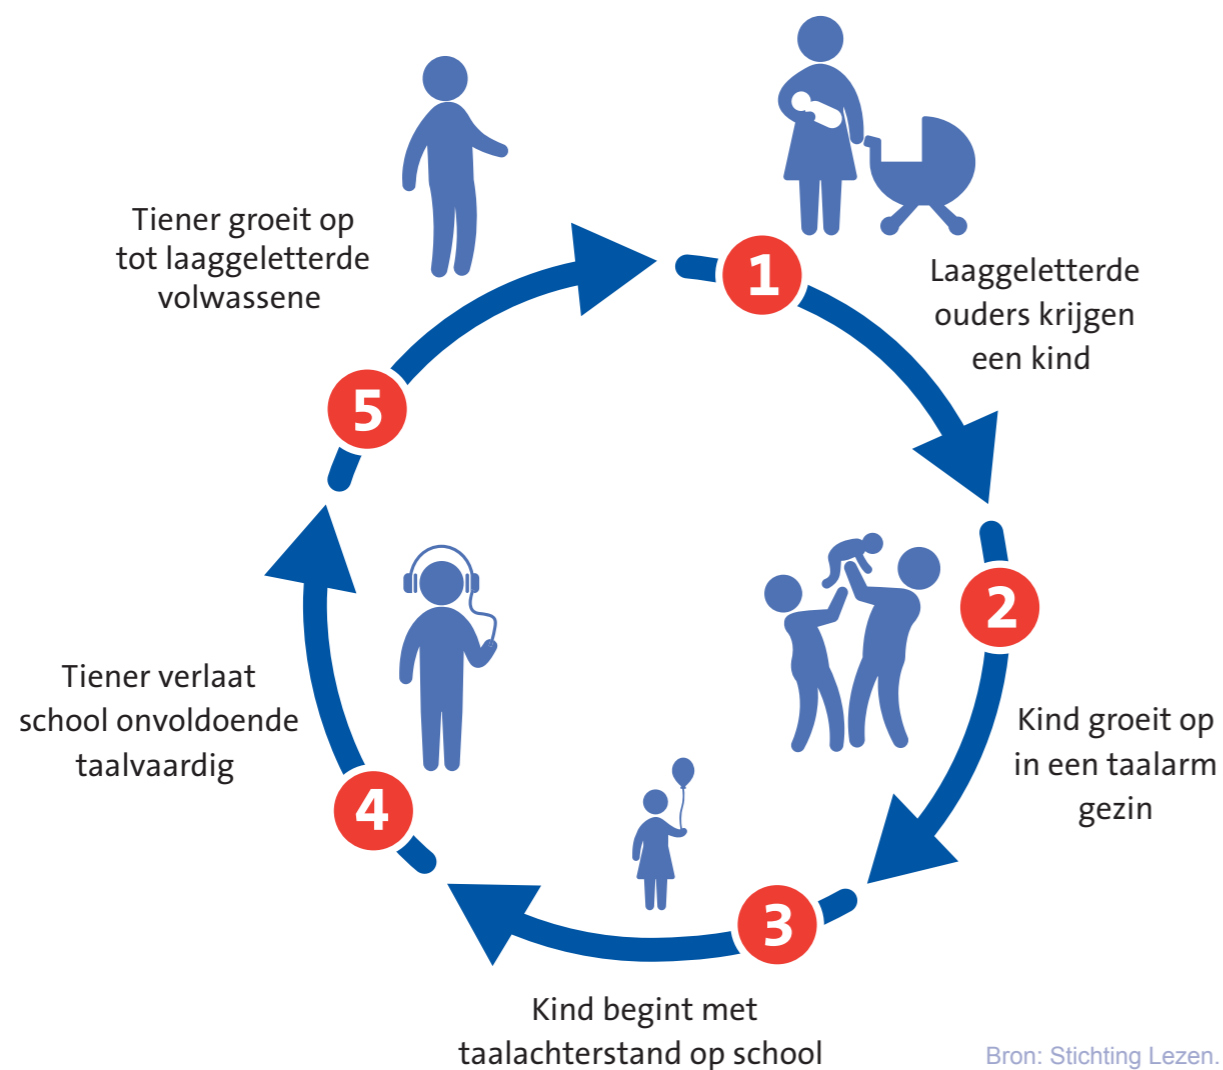 1
Laaggeletterde
ouders krijgen
een kind
2
Kind groeit op
in een taalarm
gezin
3
Kind begint met
taalachterstand op school
4
Tiener verlaat
school onvoldoende
taalvaardig
5
Tiener groeit op
tot laaggeletterde
volwassene
Bron: Stichting Lezen.